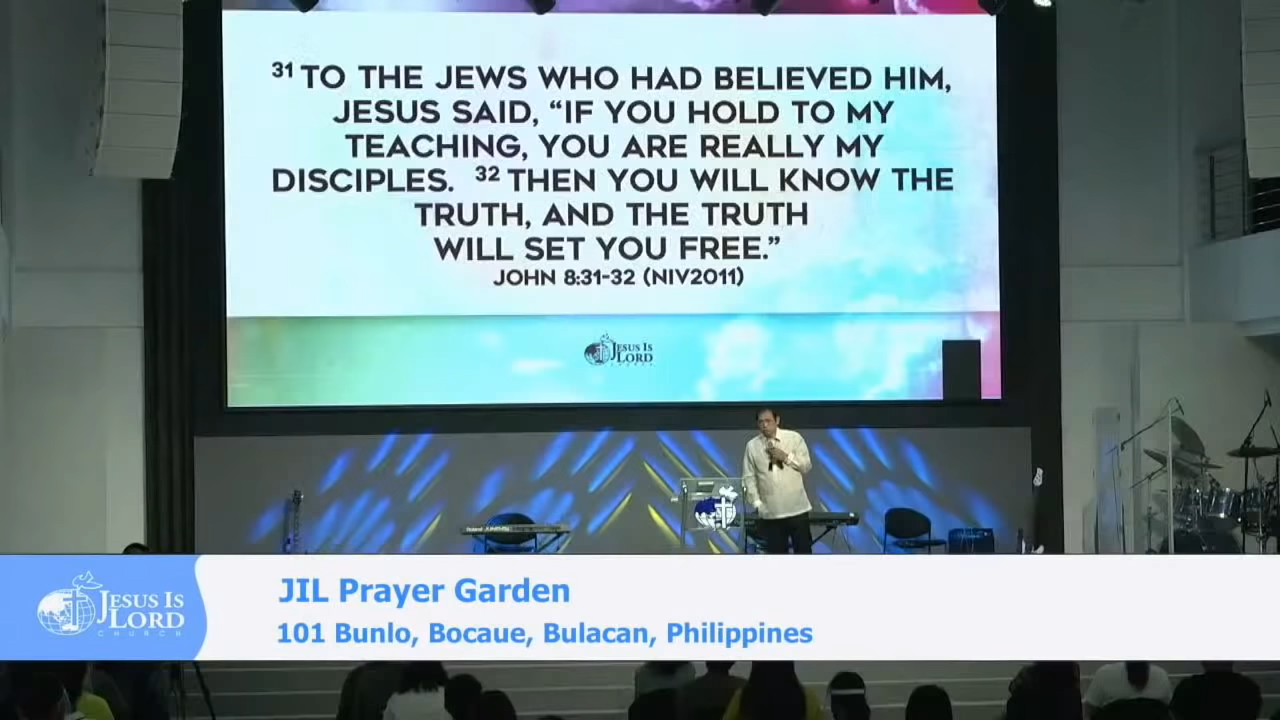 31 TO THE JEWS WHO HAD BELIEVED HIM,
JESUS SAID, “IF YOU HOLD TO MY
TEACHING, YOU ARE REALLY MY
DISCIPLES. 32 THEN YOU WILL KNOW THE
TRUTH, AND THE TRUTH
WILL SET YOU FREE.”
JOHN 8:31-32 (NIV2011)
JESUS IS
LORD
CHURCH
JIL Prayer Garden
101 Bunlo, Bocaue, Bulacan, Philippines
JESUS IS
LORD
CHURCH